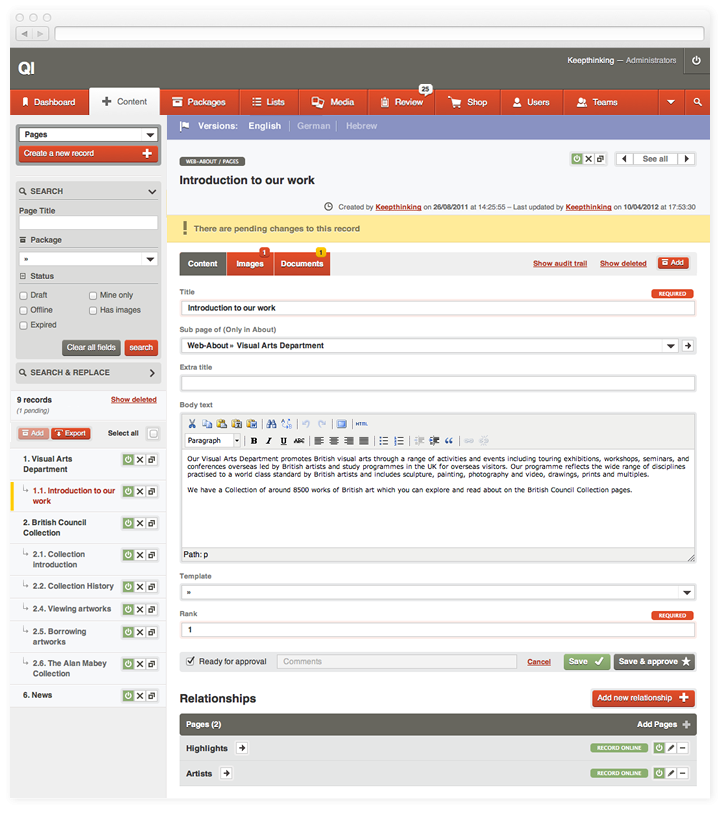 QI
Keepthinking — Administrators
Dashboard
Content
Packages
Lists
Media
Review
25
Shop
Users
Teams
Pages
Create a new record
SEARCH
Page Title
Package
»
Status
Draft
Mine only
Offline
Has images
Expired
Clear all fields
search
SEARCH & REPLACE
9 records
Show deleted
(1 pending)
Add
Export
Select all
1. Visual Arts
Department
1.1. Introduction to our
work
2. British Council
Collection
2.1. Collection
Introduction
2.2. Collection History
2.4. Viewing artworks
2.5. Borrowing
artworks
2.6. The Alan Mabey
Collection
6. News
Versions: English German Hebrew
WEB-ABOUT / PAGES
See all
Introduction to our work
Created by Keepthinking on 26/08/2011 at 14:25:55 – Last updated by Keepthinking on 10/04/2012 at 17:53:30
There are pending changes to this record
Content
Images
1
Documents
1
Show audit trail
Show deleted
Add
Title
REQUIRED
Introduction to our work
Sub page of (Only in About)
Web-About » Visual Arts Department
Extra title
Body text
HTML
Paragraph
B I U ABC
Our Visual Arts Department promotes British visual arts through a range of activities and events including touring exhibitions, workshops, seminars, and
conferences overseas led by British artists and study programmes in the UK for overseas visitors. Our programme reflects the wide range of disciplines
practised to a world class standard by British artists and includes sculpture, painting, photography and video, drawings, prints and multiples.
We have a Collection of around 8500 works of British art which you can explore and read about on the British Council Collection pages.
Path: p
Template
»
Rank
REQUIRED
1
Ready for approval
Comments
Cancel
Save
Save & approve
Relationships
Add new relationship
Pages (2)
Add Pages
Highlights
RECORD ONLINE
Artists
RECORD ONLINE